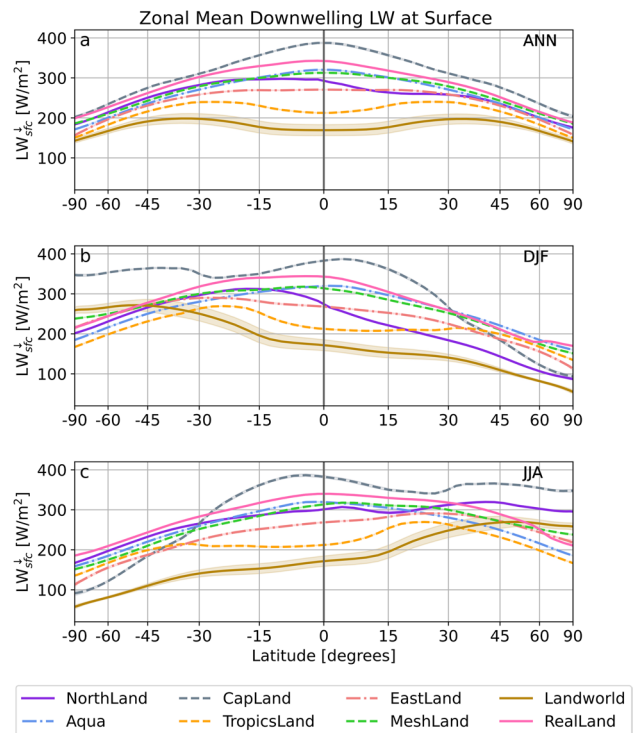 Zonal Mean Downwelling LW at Surface
a
ANN
400
300
200
100
LW↓sfc [W/m²]
-90 -60 -45 -30 -15 0 15 30 45 60 90
b
DJF
400
300
200
100
LW↓sfc [W/m²]
-90 -60 -45 -30 -15 0 15 30 45 60 90
c
JJA
400
300
200
100
LW↓sfc [W/m²]
-90 -60 -45 -30 -15 0 15 30 45 60 90
Latitude [degrees]
NorthLand CapLand EastLand Landworld
Aqua TropicsLand MeshLand RealLand